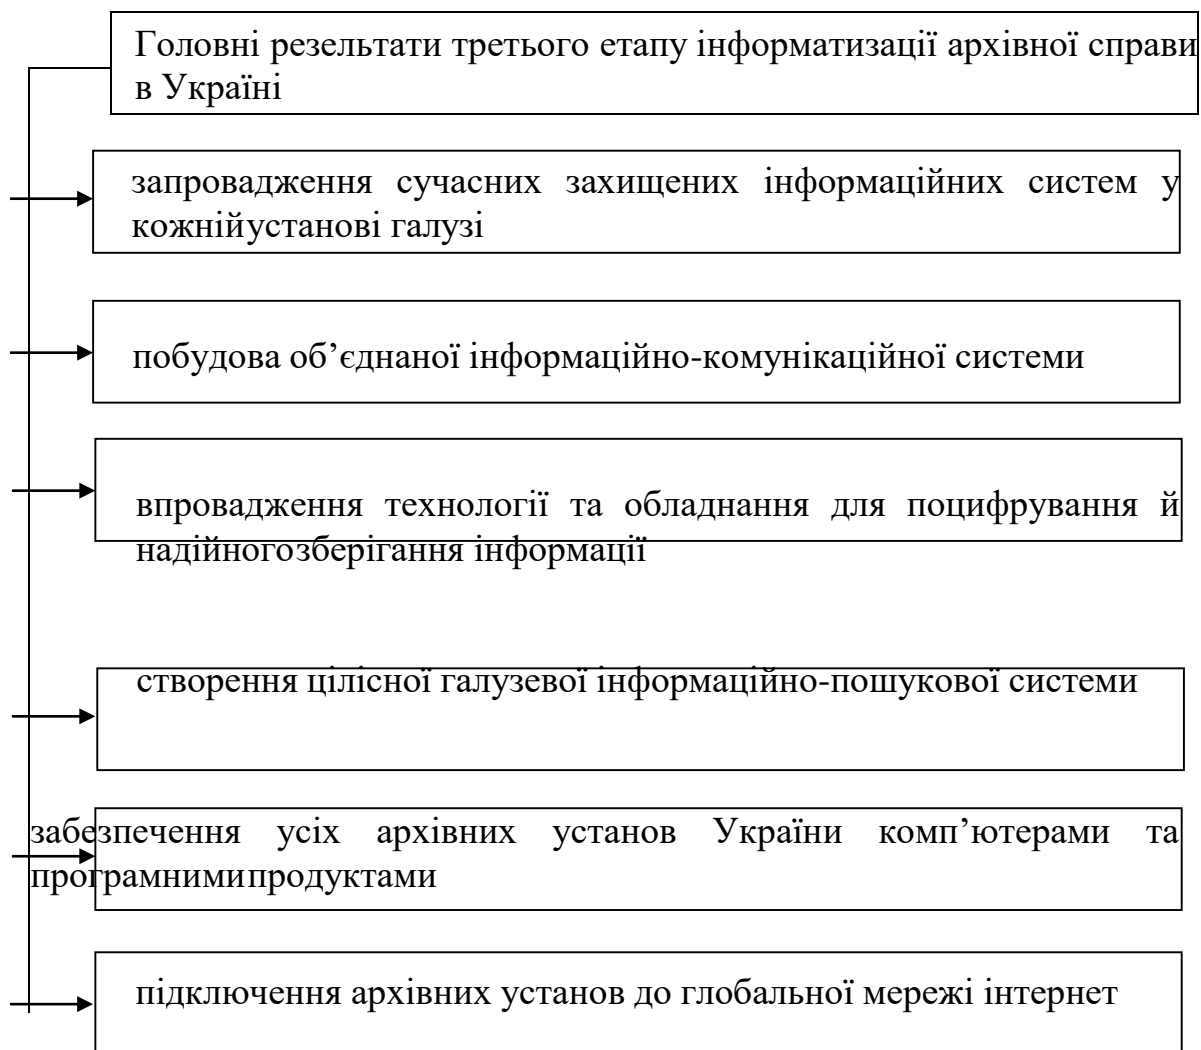 Головні резельтати третього етапу інформатизації архівної справи
в Україні
запровадження сучасних захищених інформаційних систем у
кожнійустанові галузі
побудова об’єднаної інформаційно-комунікаційної системи
впровадження технології та обладнання для поцифрування й
надійногозберігання інформації
створення цілісної галузевої інформаційно-пошукової системи
забезпечення усіх архівних установ України комп’ютерами та
програмнимипродуктами
підключення архівних установ до глобальної мережі інтернет